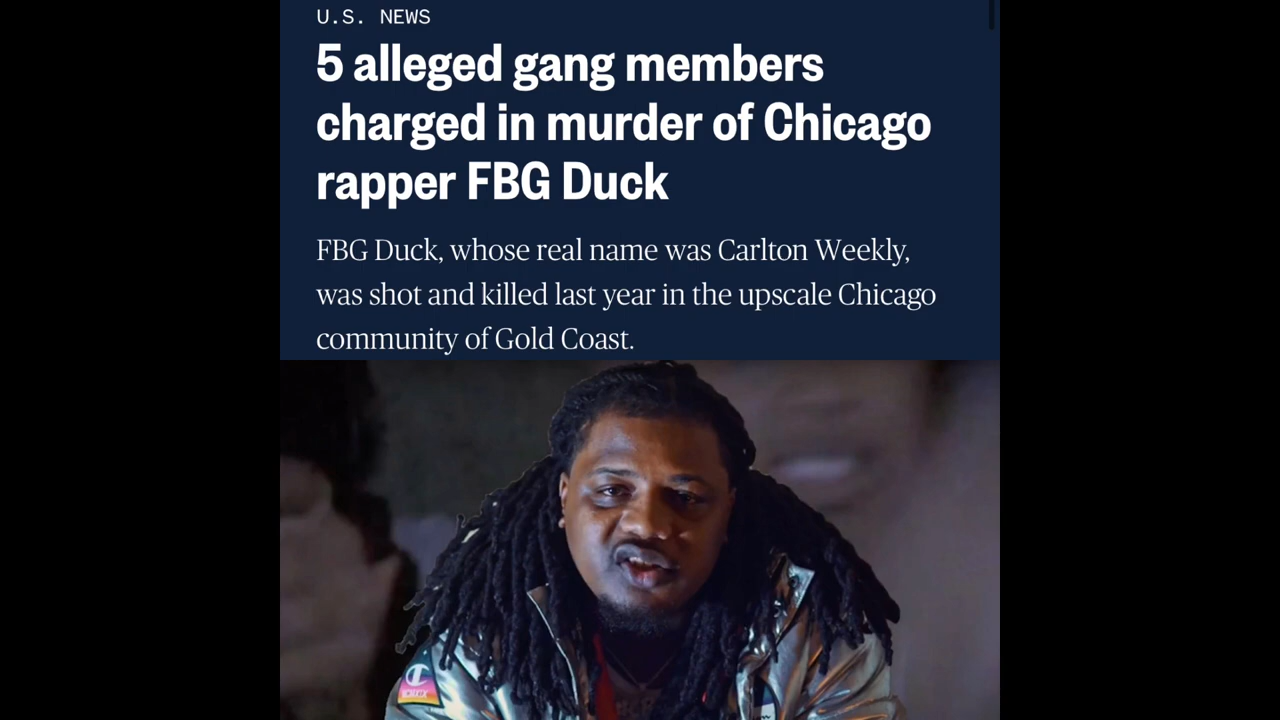 U.S. NEWS
5 alleged gang members
charged in murder of Chicago
rapper FBG Duck
FBG Duck, whose real name was Carlton Weekly,
was shot and killed last year in the upscale Chicago
community of Gold Coast.